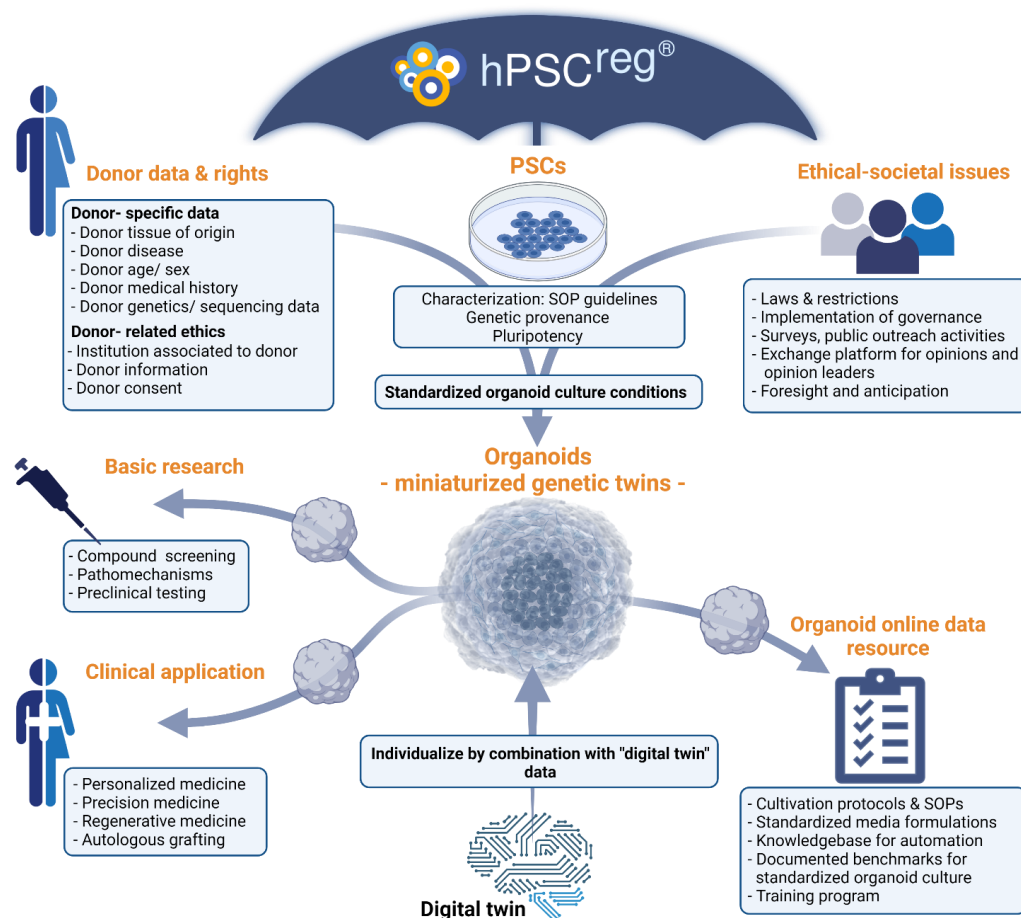 hPSCreg®
Donor data & rights
Donor- specific data
- Donor tissue of origin
- Donor disease
- Donor age/ sex
- Donor medical history
- Donor genetics/ sequencing data
Donor- related ethics
- Institution associated to donor
- Donor information
- Donor consent
PSCs
Characterization: SOP guidelines
Genetic provenance
Pluripotency
Ethical-societal issues
- Laws & restrictions
- Implementation of governance
- Surveys, public outreach activities
- Exchange platform for opinions and
opinion leaders
- Foresight and anticipation
Standardized organoid culture conditions
Organoids
- miniaturized genetic twins -
Basic research
- Compound screening
- Pathomechanisms
- Preclinical testing
Clinical application
- Personalized medicine
- Precision medicine
- Regenerative medicine
- Autologous grafting
Individualize by combination with "digital twin"
data
Digital twin
Organoid online data
resource
- Cultivation protocols & SOPs
- Standardized media formulations
- Knowledgebase for automation
- Documented benchmarks for
standardized organoid culture
- Training program